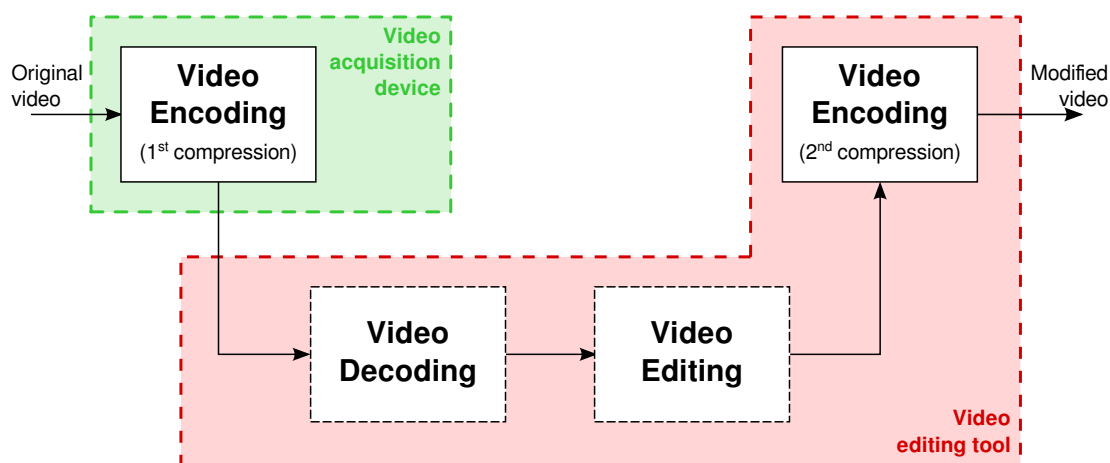 Original
video
Video
Encoding
(1st compression)
Video
acquisition
device
Video
Decoding
Video
Editing
Video
Encoding
(2nd compression)
Modified
video
Video
editing tool